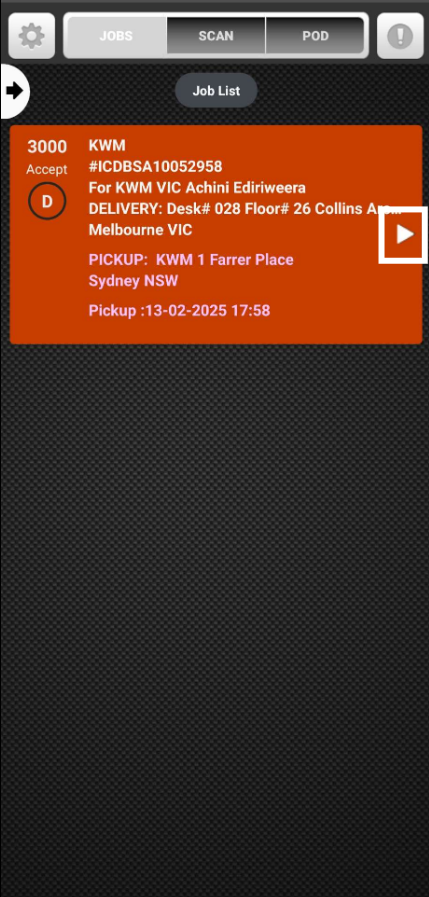 JOBS SCAN POD
Job List
3000
Accept
D
KWM
#ICDBSA10052958
For KWM VIC Achini Ediriweera
DELIVERY: Desk# 028 Floor# 26 Collins Arc...
Melbourne VIC
PICKUP: KWM 1 Farrer Place
Sydney NSW
Pickup :13-02-2025 17:58